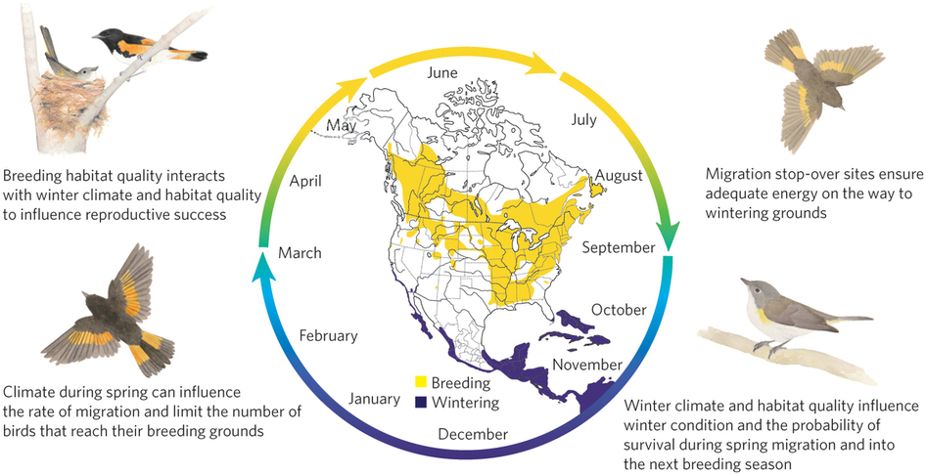 June
May
July
Breeding habitat quality interacts
with winter climate and habitat quality
to influence reproductive success
April
August
Migration stop-over sites ensure
adequate energy on the way to
wintering grounds
March
September
February
October
November
Breeding
Wintering
January
December
Climate during spring can influence
the rate of migration and limit the number of
birds that reach their breeding grounds
Winter climate and habitat quality influence
winter condition and the probability of
survival during spring migration and into
the next breeding season